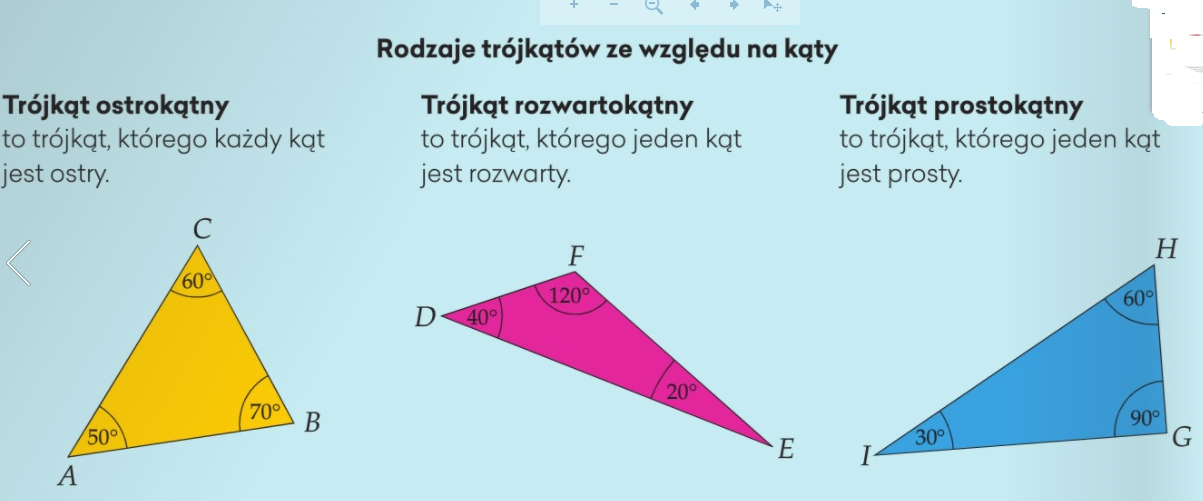 Rodzaje trójkątów ze względu na kąty
Trójkąt ostrokątny
to trójkąt, którego każdy kąt
jest ostry.
C
60°
50°
70°
A
B
Trójkąt rozwartokątny
to trójkąt, którego jeden kąt
jest rozwarty.
F
D
40°
120°
20°
E
Trójkąt prostokątny
to trójkąt, którego jeden kąt
jest prosty.
H
60°
30°
90°
I
G